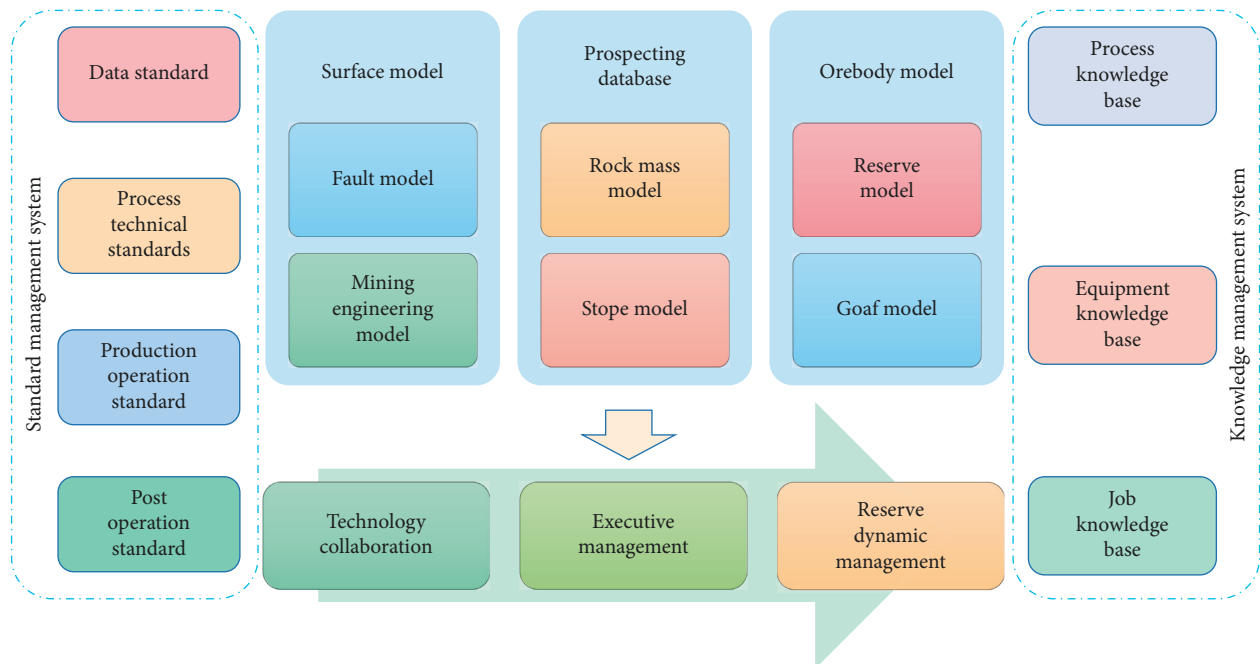 Standard management system
Data standard
Process
technical
standards
Production
operation
standard
Post
operation
standard
Surface model
Fault model
Mining
engineering
model
Prospecting
database
Rock mass
model
Stope model
Orebody model
Reserve
model
Goaf model
Technology
collaboration
Executive
management
Reserve
dynamic
management
Process
knowledge
base
Equipment
knowledge
base
Job
knowledge
base
Knowledge management system